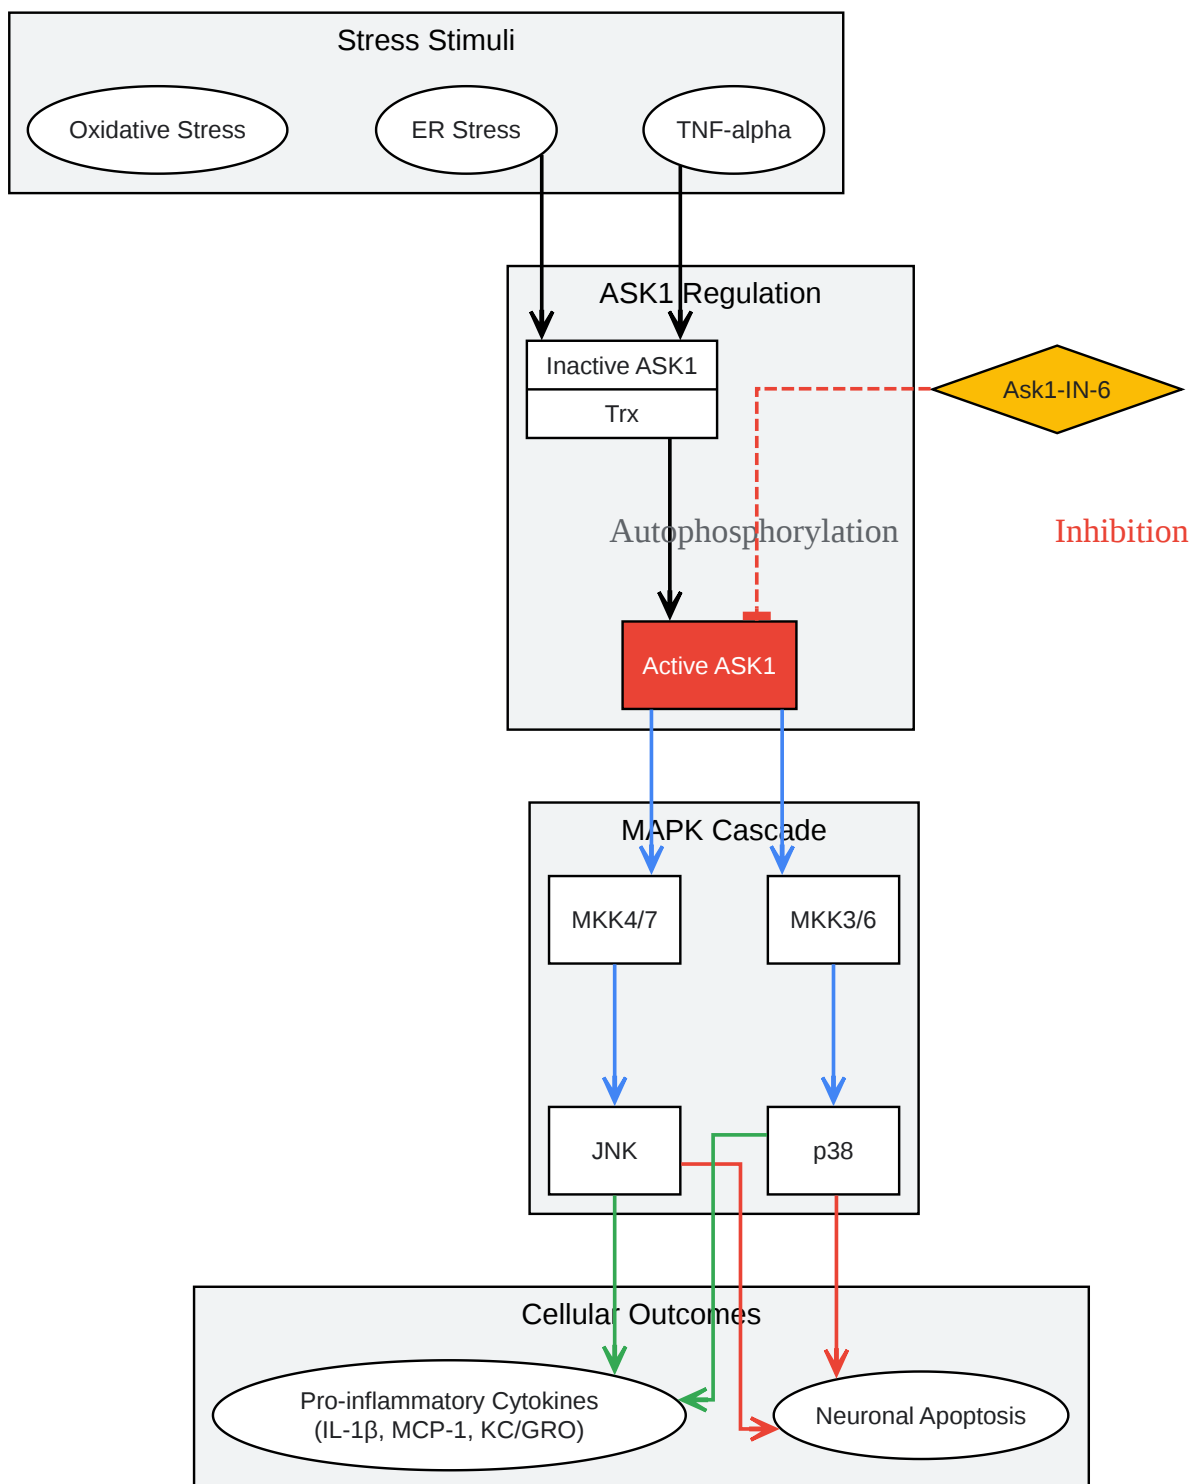 Stress Stimuli
Oxidative Stress
ER Stress
TNF-alpha
ASK1 Regulation
Inactive ASK1
Trx
Ask1-IN-6
Autophosphorylation
Inhibition
Active ASK1
MAPK Cascade
MKK4/7
MKK3/6
JNK
p38
Cellular Outcomes
Pro-inflammatory Cytokines
(IL-1β, MCP-1, KC/GRO)
Neuronal Apoptosis